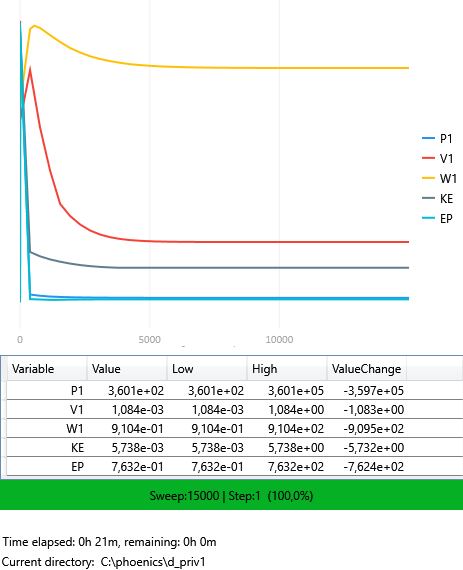 P1
V1
W1
KE
EP
0 5000 10000
Variable Value Low High ValueChange
P1 3,601e+02 3,601e+02 3,601e+05 -3,597e+05
V1 1,084e-03 1,084e-03 1,084e+00 -1,083e+00
W1 9,104e-01 9,104e-01 9,104e+02 -9,095e+02
KE 5,738e-03 5,738e-03 5,738e+00 -5,732e+00
EP 7,632e-01 7,632e-01 7,632e+02 -7,624e+02
Sweep:15000 | Step:1 (100,0%)
Time elapsed: 0h 21m, remaining: 0h 0m
Current directory: C:\phoenics\d_priv1